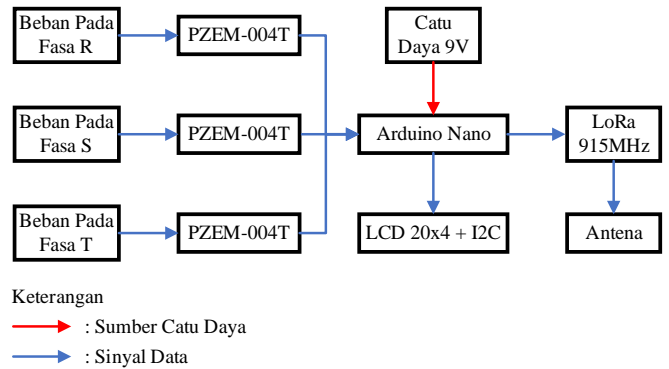 Beban Pada
Fasa R
PZEM-004T
Catu
Daya 9V
Beban Pada
Fasa S
PZEM-004T
Arduino Nano
LoRa
915MHz
Beban Pada
Fasa T
PZEM-004T
LCD 20x4 + I2C
Antena
Keterangan
: Sumber Catu Daya
: Sinyal Data